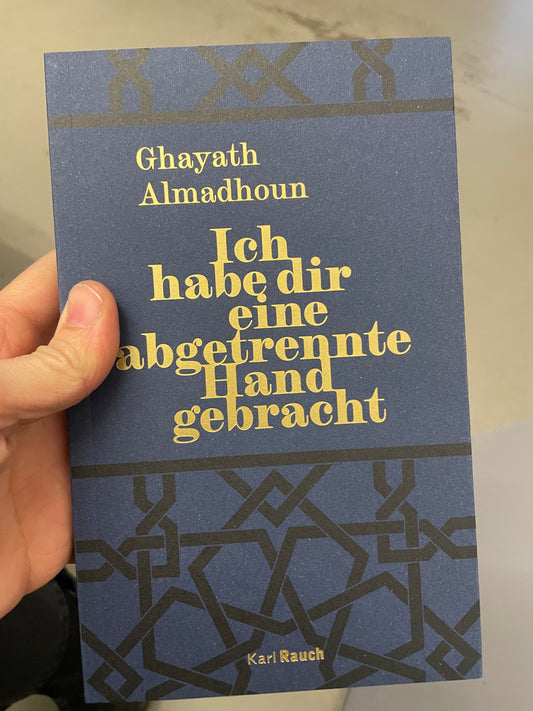 Ghayath
Almadhoun
Ich
habe dir
eine
abgetrennte
Hand
gebracht
Karl Rauch